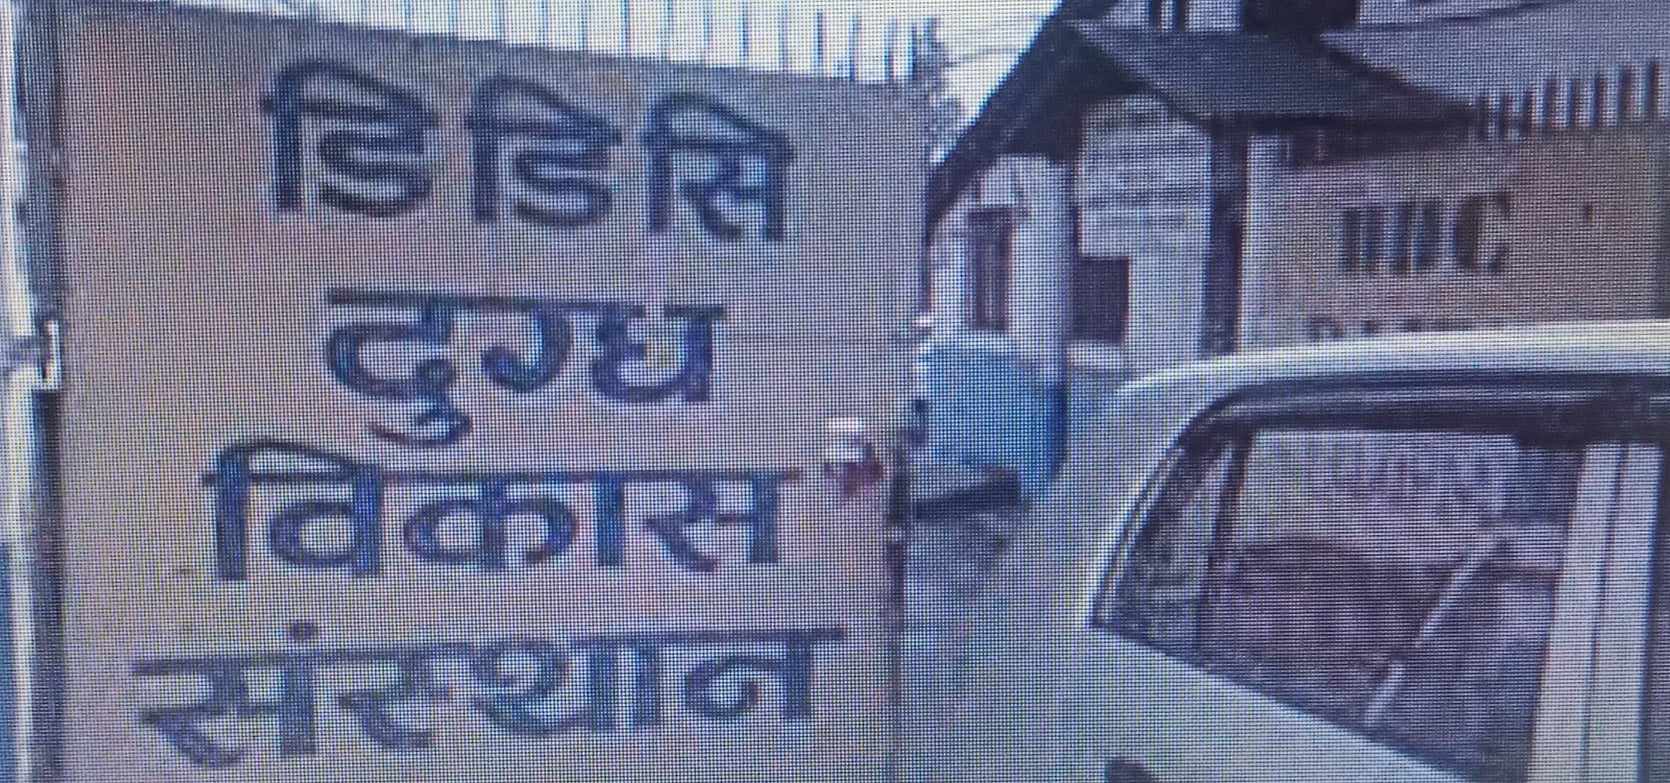 डिडिसि
दुग्ध
विकास
संस्थान
DDC